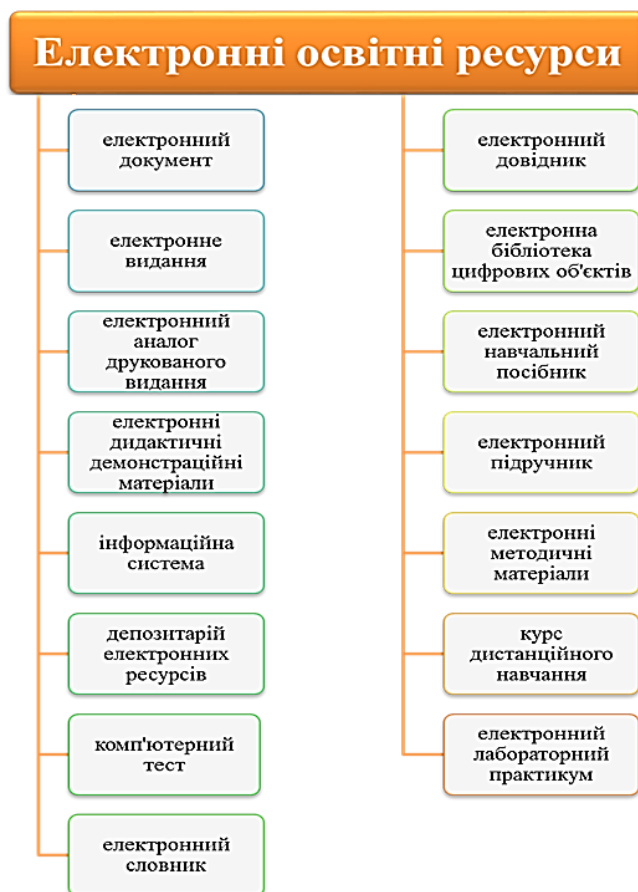 Електронні освітні ресурси
електронний
документ
електронне
видання
електронний
аналог
друкованого
видання
електронні
дидактичні
демонстраційні
матеріали
інформаційна
система
депозитарій
електронних
ресурсів
комп'ютерний
тест
електронний
словник
електронний
довідник
електронна
бібліотека
цифрових об'єктів
електронний
навчальний
посібник
електронний
підручник
електронні
методичні
матеріали
курс
дистанційного
навчання
електронний
лабораторний
практикум